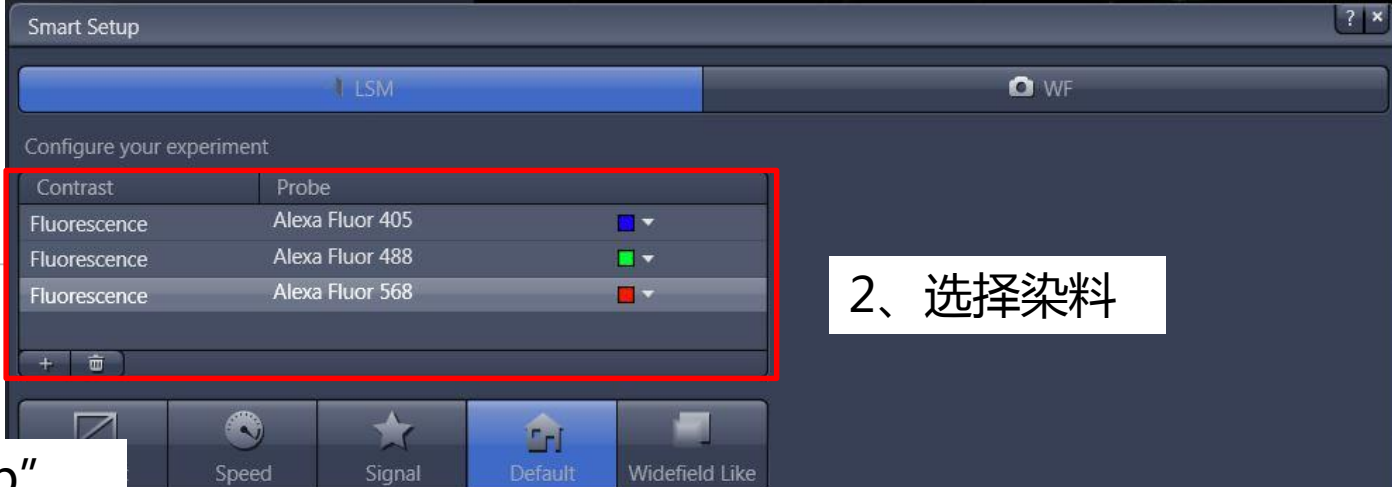 Smart Setup
? ×
LSM
WF
Configure your experiment
Contrast Probe
Fluorescence Alexa Fluor 405
Fluorescence Alexa Fluor 488
Fluorescence Alexa Fluor 568
2、选择染料
+
Speed Signal Default Widefield Like